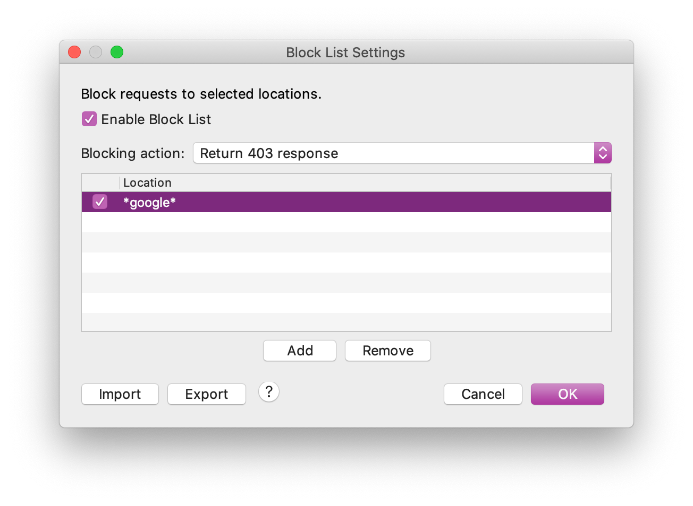 Block List Settings
Block requests to selected locations.
Enable Block List
Blocking action: Return 403 response
Location
*google*
Add Remove
Import Export ? Cancel OK